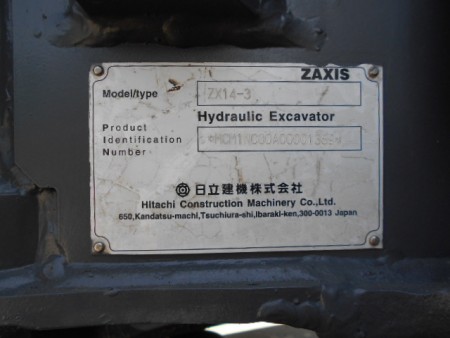 ZAXIS
Model/type ZX14-3
Hydraulic Excavator
Product
Identification
Number
日立建機株式会社
Hitachi Construction Machinery Co.,Ltd.
650,Kandatsu-machi,Tsuchiura-shi,Ibaraki-ken,300-0013 Japan